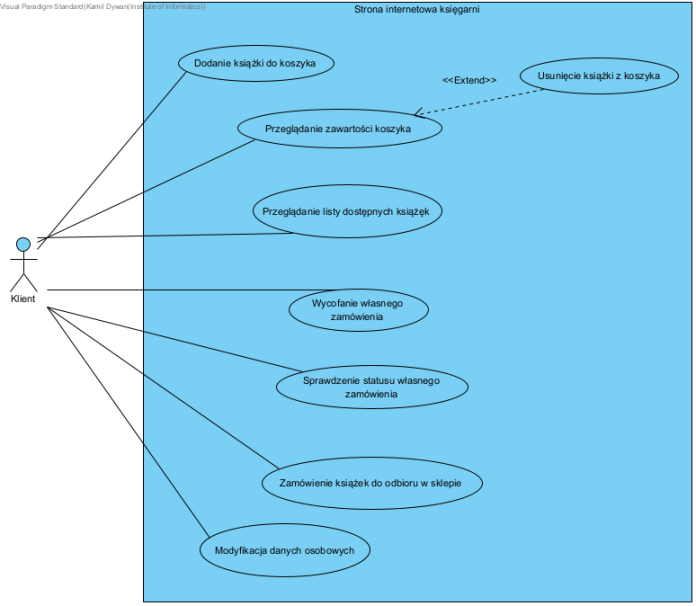 Visual Paradigm Standard(Kamil Dywan(Institute of Informatics))
Strona internetowa księgarni
Dodanie książki do koszyka
<<Extend>>
Usunięcie książki z koszyka
Przeglądanie zawartości koszyka
Przeglądanie listy dostępnych książęk
Klient
Wycofanie własnego
zamówienia
Sprawdzenie statusu własnego
zamówienia
Zamówienie książek do odbioru w sklepie
Modyfikacja danych osobowych